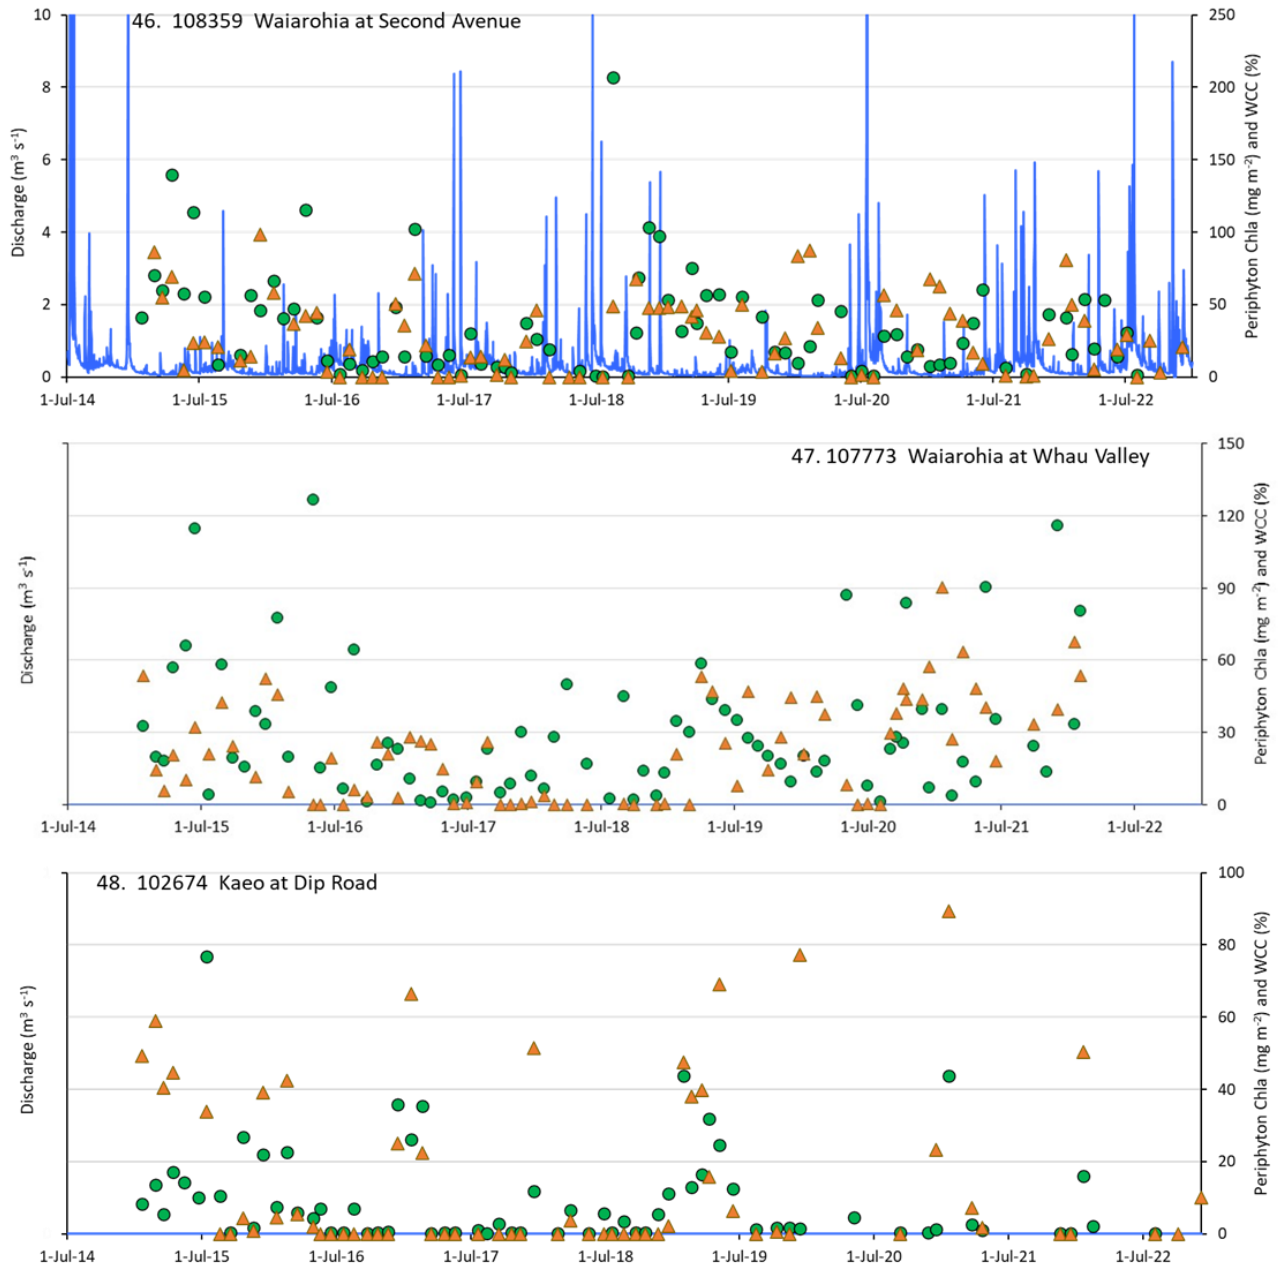 46. 108359 Waiarohia at Second Avenue
Discharge (m³ s⁻¹)
10
8
6
4
2
0
250
200
150
100
50
0
Periphyton Chla (mg m⁻²) and WCC (%)
1-Jul-14 1-Jul-15 1-Jul-16 1-Jul-17 1-Jul-18 1-Jul-19 1-Jul-20 1-Jul-21 1-Jul-22
47. 107773 Waiarohia at Whau Valley
Discharge (m³ s⁻¹)
150
120
90
60
30
0
Periphyton Chla (mg m⁻²) and WCC (%)
1-Jul-14 1-Jul-15 1-Jul-16 1-Jul-17 1-Jul-18 1-Jul-19 1-Jul-20 1-Jul-21 1-Jul-22
48. 102674 Kaeo at Dip Road
Discharge (m³ s⁻¹)
100
80
60
40
20
0
Periphyton Chla (mg m⁻²) and WCC (%)
1-Jul-14 1-Jul-15 1-Jul-16 1-Jul-17 1-Jul-18 1-Jul-19 1-Jul-20 1-Jul-21 1-Jul-22